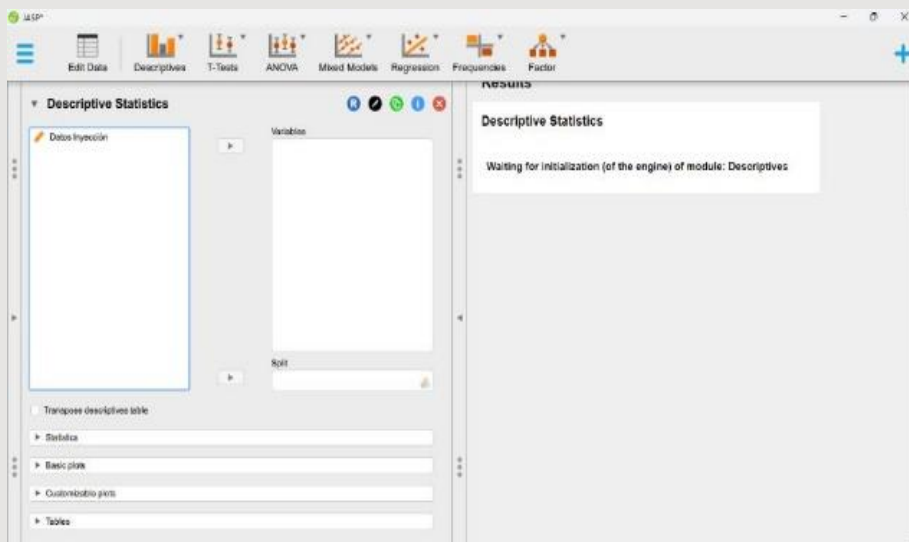 JASP*
Edit Data
Descriptives
T-Tests
ANOVA
Mixed Models
Regression
Frequencies
Factor
Descriptive Statistics
R
i
Datos Inyección
Variables
Split
Transpose descriptives table
Statistics
Basic plots
Customizable plots
Tables
Results
Descriptive Statistics
Waiting for initialization (of the engine) of module: Descriptives